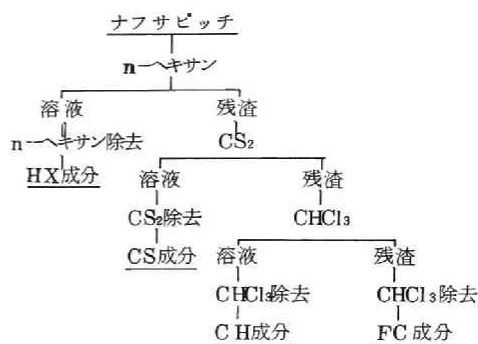 ナフサピッチ
n-ヘキサン
溶液 残渣
n-ヘキサン除去 CS2
HX成分 溶液 残渣
CS2除去 CHCl3
CS成分 溶液 残渣
CHCl3除去 CHCl3除去
CH成分 FC成分